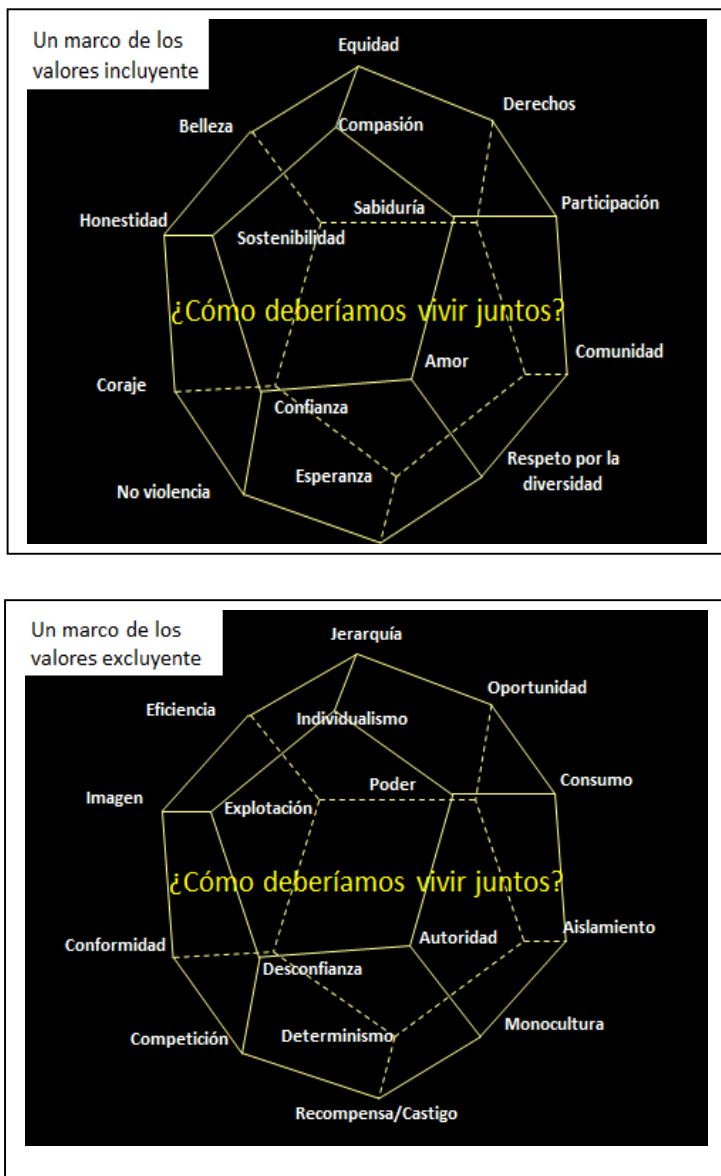 Un marco de los
valores incluyente
Equidad
Derechos
Belleza
Compasión
Sabiduría
Participación
Honestidad
Sostenibilidad
¿Cómo deberíamos vivir juntos?
Comunidad
Amor
Coraje
Confianza
Respeto por la
diversidad
Esperanza
No violencia
Un marco de los
valores excluyente
Jerarquía
Oportunidad
Eficiencia
Individualismo
Poder
Consumo
Imagen
Explotación
¿Cómo deberíamos vivir juntos?
Aislamiento
Autoridad
Conformidad
Desconfianza
Monocultura
Competición
Determinismo
Recompensa/Castigo